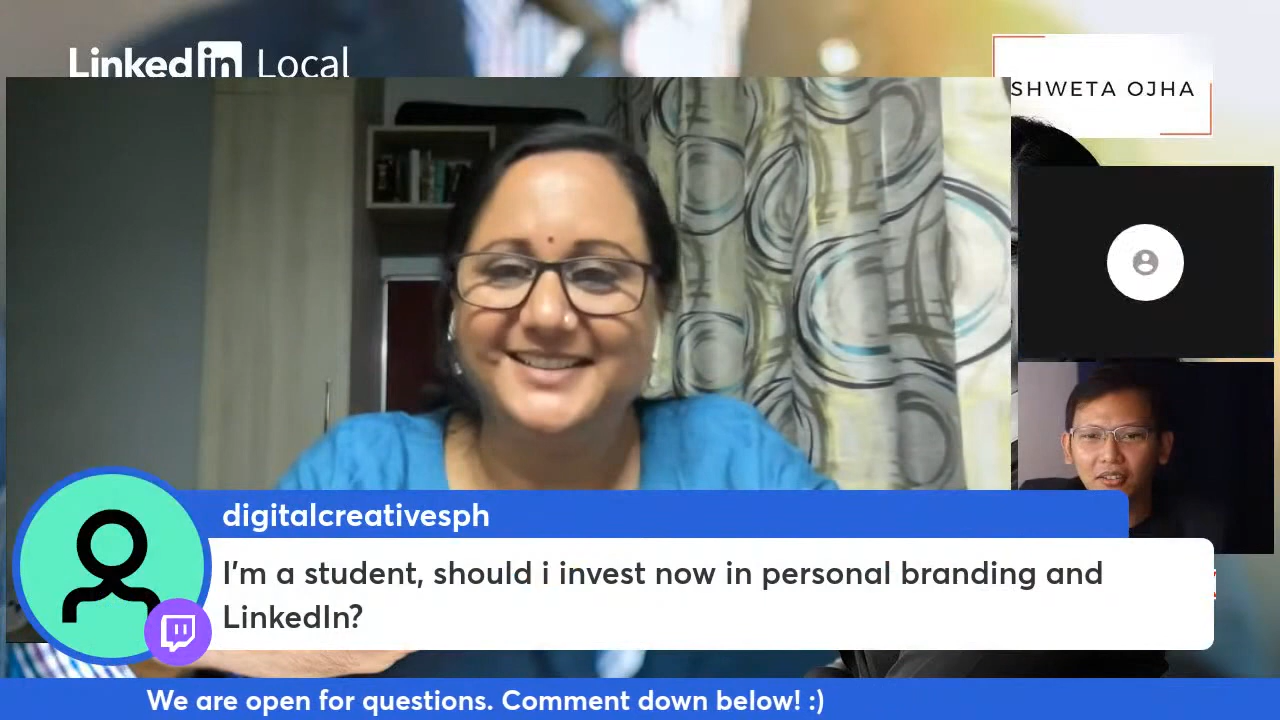 LinkedIn Local
SHWETA OJHA
digitalcreativesph
I'm a student, should i invest now in personal branding and
LinkedIn?
We are open for questions. Comment down below! :)